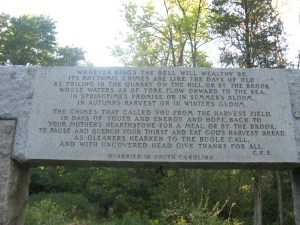 WHOEVER RINGS THE BELL WILL WEALTHY BE,
ITS RHYTHMIC CHIMES ARE LIKE THE DAYS OF OLD
AS TOILING IN THE QUARRY, ON THE HILL, OR BY THE BROOK
WHOSE WATERS AS OF YORE FLOW ONWARD TO THE SEA,
IN SPRINGTIME'S PROMISE OR IN SUMMER'S BLOOM
IN AUTUMN'S HARVEST OR IN WINTER'S GLOOM.
THE CHIMES THAT CALLED YOU FROM THE HARVEST FIELD
IN DAYS OF YOUTH AND ENERGY AND HOPE, BACK TO
YOUR MOTHER'S HEARTHSTONE FOR A MEAL, OR BY THE BROOK,
TO PAUSE AND QUENCH YOUR THIRST AND EAT GOD'S HARVEST BREAD,
AS GLEANERS HEARKEN TO THE BUGLE CALL,
AND WITH UNCOVERED HEAD GIVE THANKS FOR ALL.
QUARRIED IN SOUTH CAROLINA